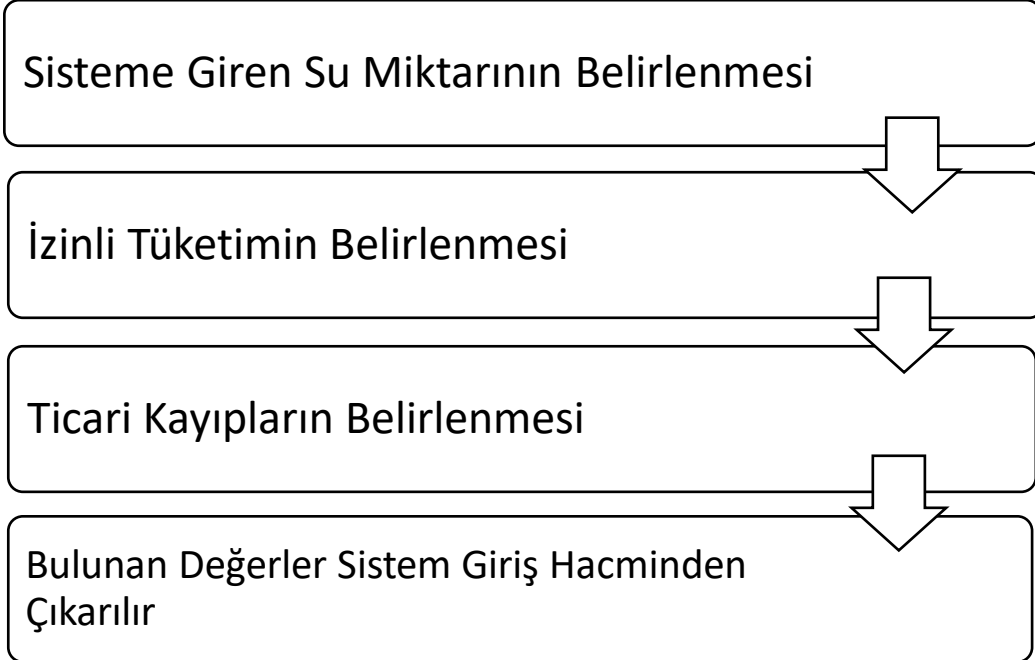 Sisteme Giren Su Miktarının Belirlenmesi
İzinli Tüketimin Belirlenmesi
Ticari Kayıpların Belirlenmesi
Bulunan Değerler Sistem Giriş Hacminden
Çıkarılır